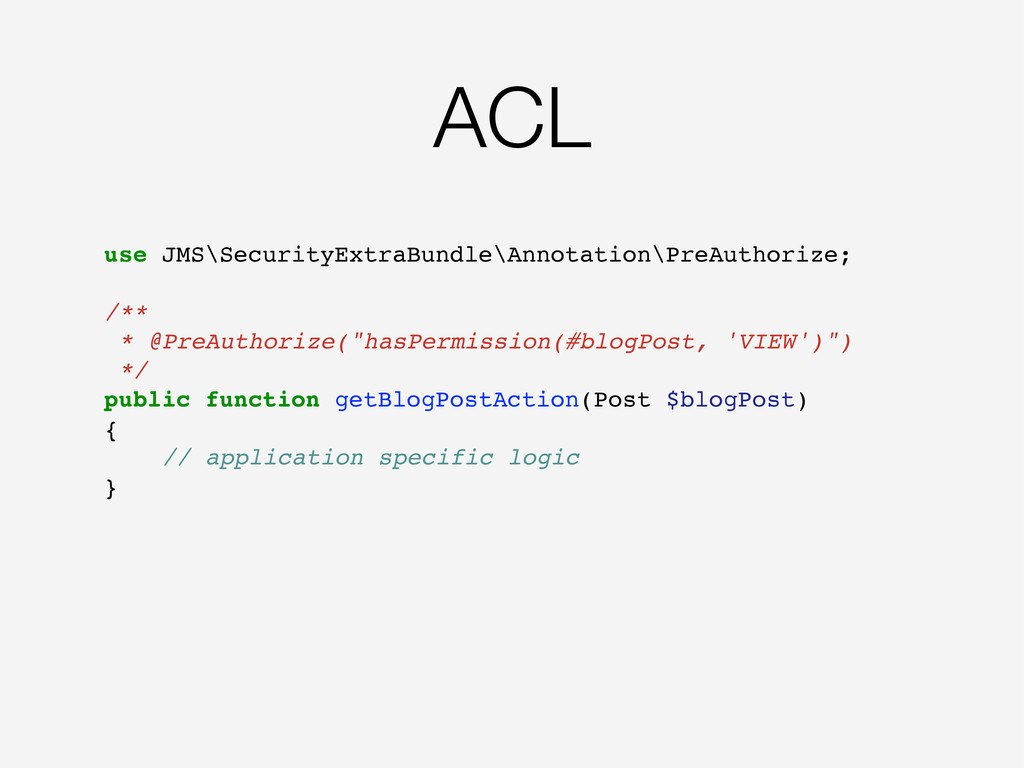 ACL
use JMS\SecurityExtraBundle\Annotation\PreAuthorize;
/**
 * @PreAuthorize("hasPermission(#blogPost, 'VIEW')")
 */
public function getBlogPostAction(Post $blogPost)
{
    // application specific logic
}